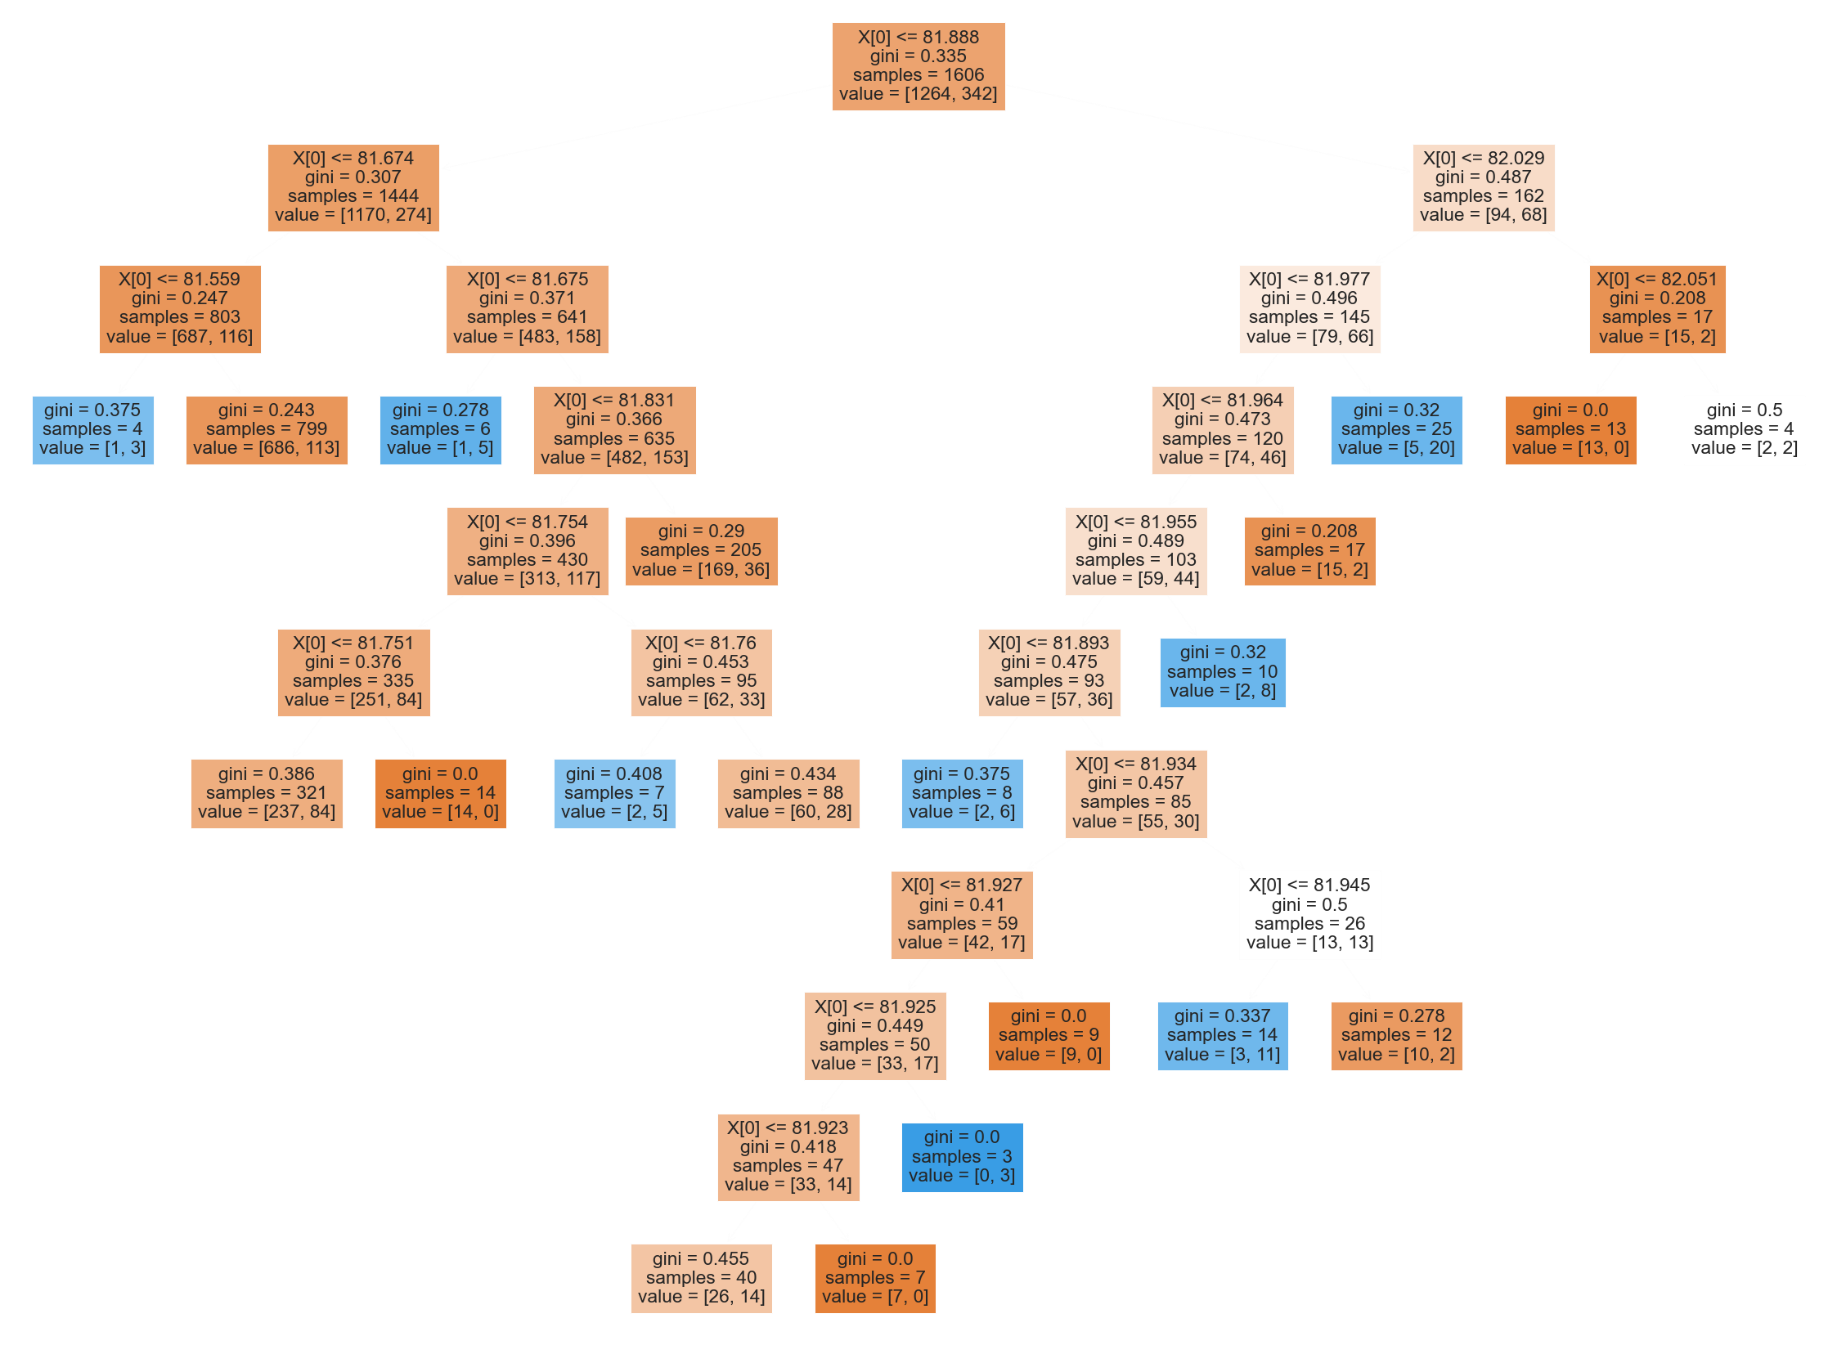 X[0] <= 81.888
gini = 0.335
samples = 1606
value = [1264, 342]
X[0] <= 81.674
gini = 0.307
samples = 1444
value = [1170, 274]
X[0] <= 82.029
gini = 0.487
samples = 162
value = [94, 68]
X[0] <= 81.559
gini = 0.247
samples = 803
value = [687, 116]
X[0] <= 81.675
gini = 0.371
samples = 641
value = [483, 158]
X[0] <= 81.977
gini = 0.496
samples = 145
value = [79, 66]
X[0] <= 82.051
gini = 0.208
samples = 17
value = [15, 2]
gini = 0.375
samples = 4
value = [1, 3]
gini = 0.243
samples = 799
value = [686, 113]
gini = 0.278
samples = 6
value = [1, 5]
X[0] <= 81.831
gini = 0.366
samples = 635
value = [482, 153]
X[0] <= 81.964
gini = 0.473
samples = 120
value = [74, 46]
gini = 0.32
samples = 25
value = [5, 20]
gini = 0.0
samples = 13
value = [13, 0]
gini = 0.5
samples = 4
value = [2, 2]
X[0] <= 81.754
gini = 0.396
samples = 430
value = [313, 117]
gini = 0.29
samples = 205
value = [169, 36]
X[0] <= 81.955
gini = 0.489
samples = 103
value = [59, 44]
gini = 0.208
samples = 17
value = [15, 2]
X[0] <= 81.751
gini = 0.376
samples = 335
value = [251, 84]
X[0] <= 81.76
gini = 0.453
samples = 95
value = [62, 33]
X[0] <= 81.893
gini = 0.475
samples = 93
value = [57, 36]
gini = 0.32
samples = 10
value = [2, 8]
gini = 0.386
samples = 321
value = [237, 84]
gini = 0.0
samples = 14
value = [14, 0]
gini = 0.408
samples = 7
value = [2, 5]
gini = 0.434
samples = 88
value = [60, 28]
gini = 0.375
samples = 8
value = [2, 6]
X[0] <= 81.934
gini = 0.457
samples = 85
value = [55, 30]
X[0] <= 81.927
gini = 0.41
samples = 59
value = [42, 17]
X[0] <= 81.945
gini = 0.5
samples = 26
value = [13, 13]
X[0] <= 81.925
gini = 0.449
samples = 50
value = [33, 17]
gini = 0.0
samples = 9
value = [9, 0]
gini = 0.337
samples = 14
value = [3, 11]
gini = 0.278
samples = 12
value = [10, 2]
X[0] <= 81.923
gini = 0.418
samples = 47
value = [33, 14]
gini = 0.0
samples = 3
value = [0, 3]
gini = 0.455
samples = 40
value = [26, 14]
gini = 0.0
samples = 7
value = [7, 0]